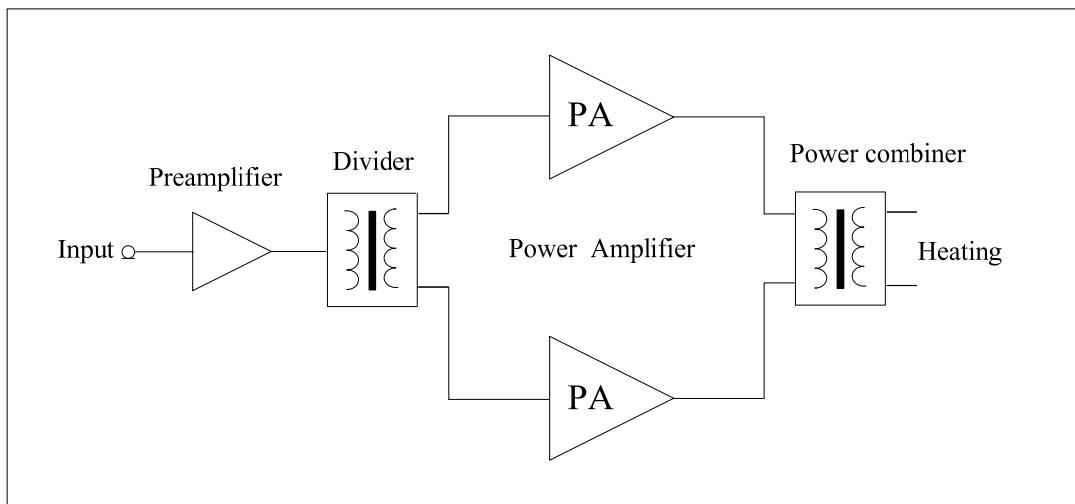 PA
Divider
Power combiner
Preamplifier
Input
Power Amplifier
Heating
PA